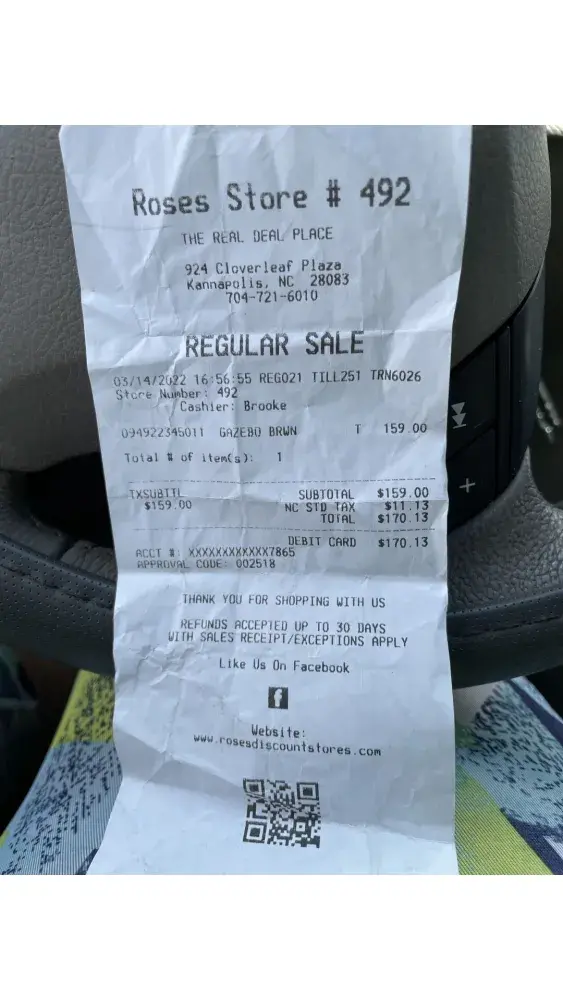 Roses Store # 492
THE REAL DEAL PLACE
924 Cloverleaf Plaza
Kannapolis, NC 28083
704-721-6010
REGULAR SALE
03/14/2022 16:56:55 REG021 TILL251 TRN6026
Store Number: 492
Cashier: Brooke
094922345011 GAZEBO BRWN T 159.00
Total # of item(s): 1
TXSUBTTL SUBTOTAL $159.00
$159.00 NC STD TAX $11.13
TOTAL $170.13
DEBIT CARD $170.13
ACCT #: XXXXXXXXXXXX7865
APPROVAL CODE: 002518
THANK YOU FOR SHOPPING WITH US
REFUNDS ACCEPTED UP TO 30 DAYS
WITH SALES RECEIPT/EXCEPTIONS APPLY
Like Us On Facebook
f
Website:
www.rosesdiscountstores.com